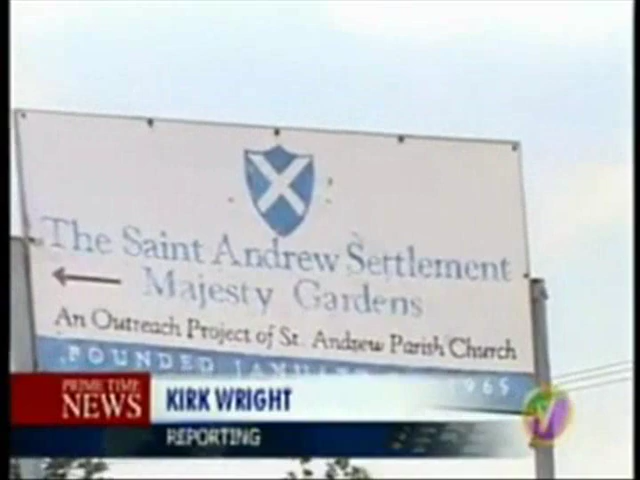 The Saint Andrew Settlement
Majesty Gardens
An Outreach Project of St. Andrew Parish Church
FOUNDED 1965
PRIME TIME
NEWS
KIRK WRIGHT
REPORTING